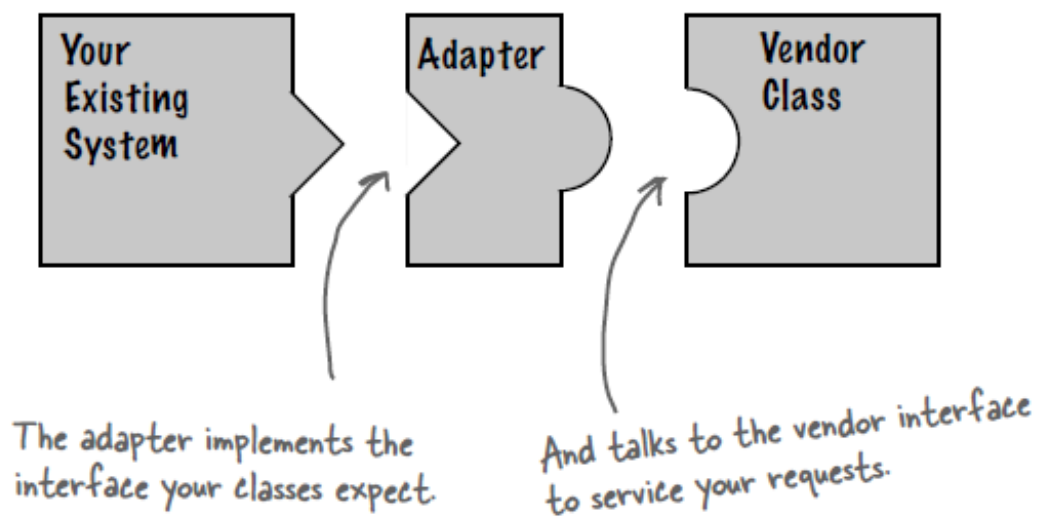 Your
Existing
System
Adapter
Vendor
Class
The adapter implements the
interface your classes expect.
And talks to the vendor interface
to service your requests.